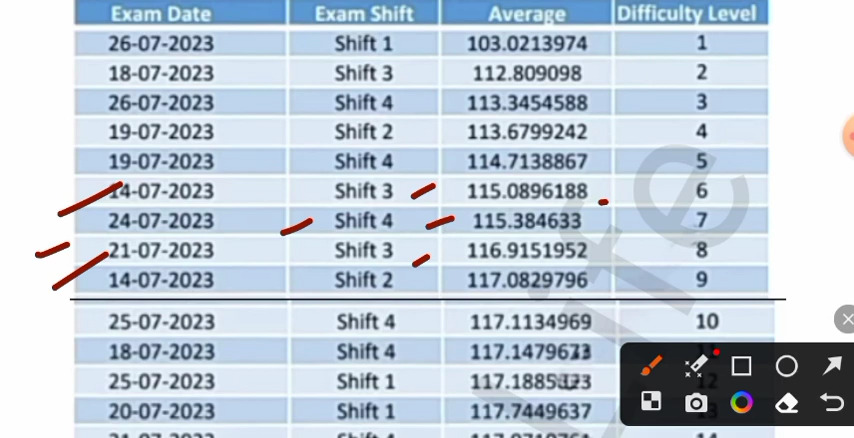 Exam Date Exam Shift Average Difficulty Level
26-07-2023 Shift 1 103.0213974 1
18-07-2023 Shift 3 112.809098 2
26-07-2023 Shift 4 113.3454588 3
19-07-2023 Shift 2 113.6799242 4
19-07-2023 Shift 4 114.7138867 5
14-07-2023 Shift 3 115.0896188 6
24-07-2023 Shift 4 115.384633 7
21-07-2023 Shift 3 116.9151952 8
14-07-2023 Shift 2 117.0829796 9
25-07-2023 Shift 4 117.1134969 10
18-07-2023 Shift 4
25-07-2023 Shift 1 12
20-07-2023 Shift 1 117.7449637 13